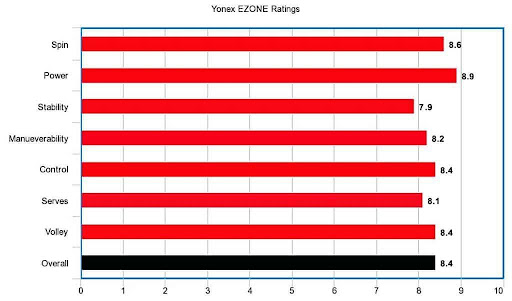 Yonex EZONE Ratings
Spin 8.6
Power 8.9
Stability 7.9
Manueverability 8.2
Control 8.4
Serves 8.1
Volley 8.4
Overall 8.4
0 1 2 3 4 5 6 7 8 9 10